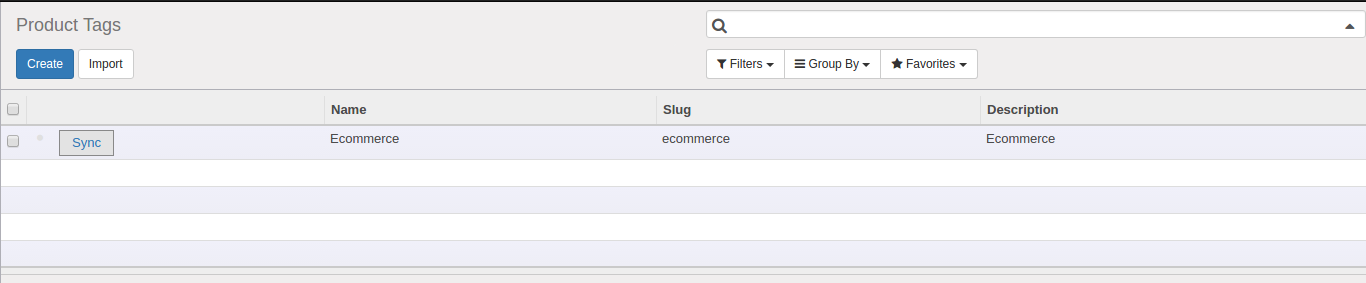 Product Tags
Create Import
Filters Group By Favorites
Name Slug Description
Sync Ecommerce ecommerce Ecommerce